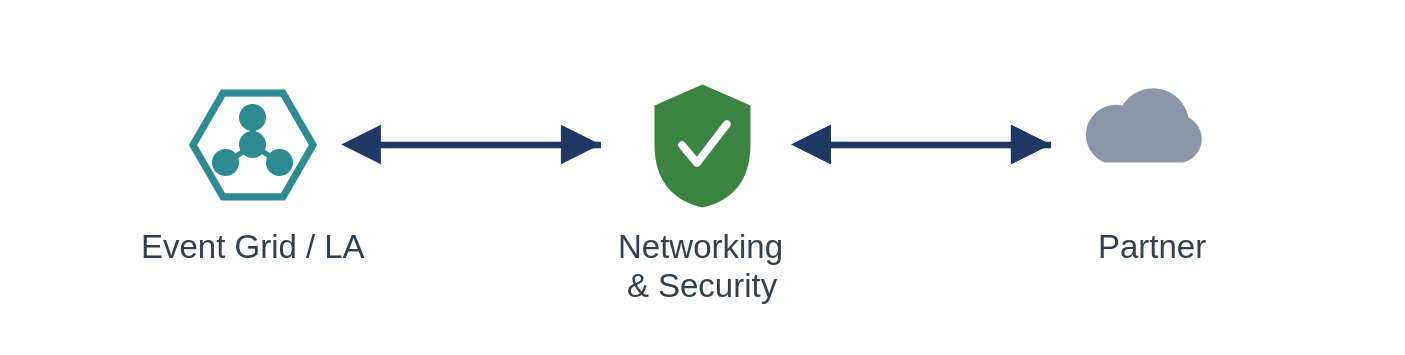 Event Grid / LA
Networking
& Security
Partner